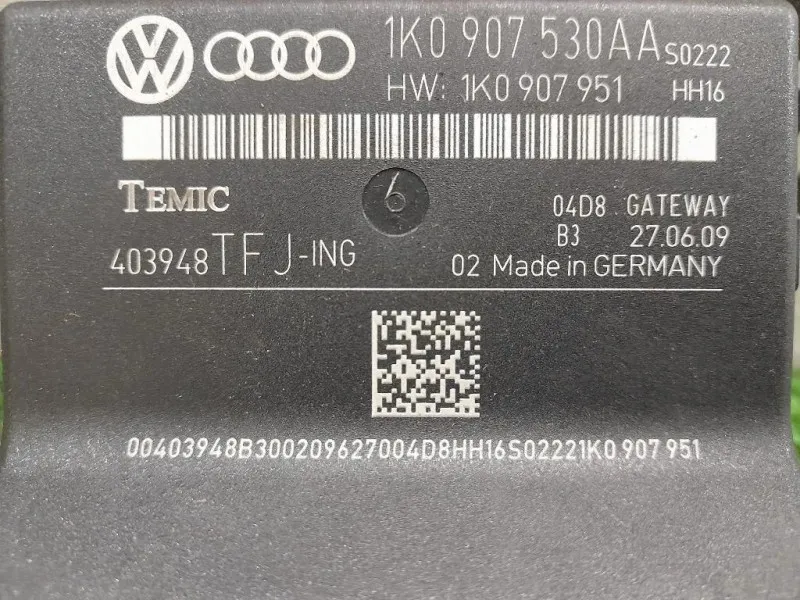 1K0 907 530AA S0222
HW: 1K0 907 951 HH16
TEMIC
6
04D8 GATEWAY
B3 27.06.09
403948TFJ-ING
02 Made in GERMANY
00403948B300209627004D8HH16S02221K0 907 951